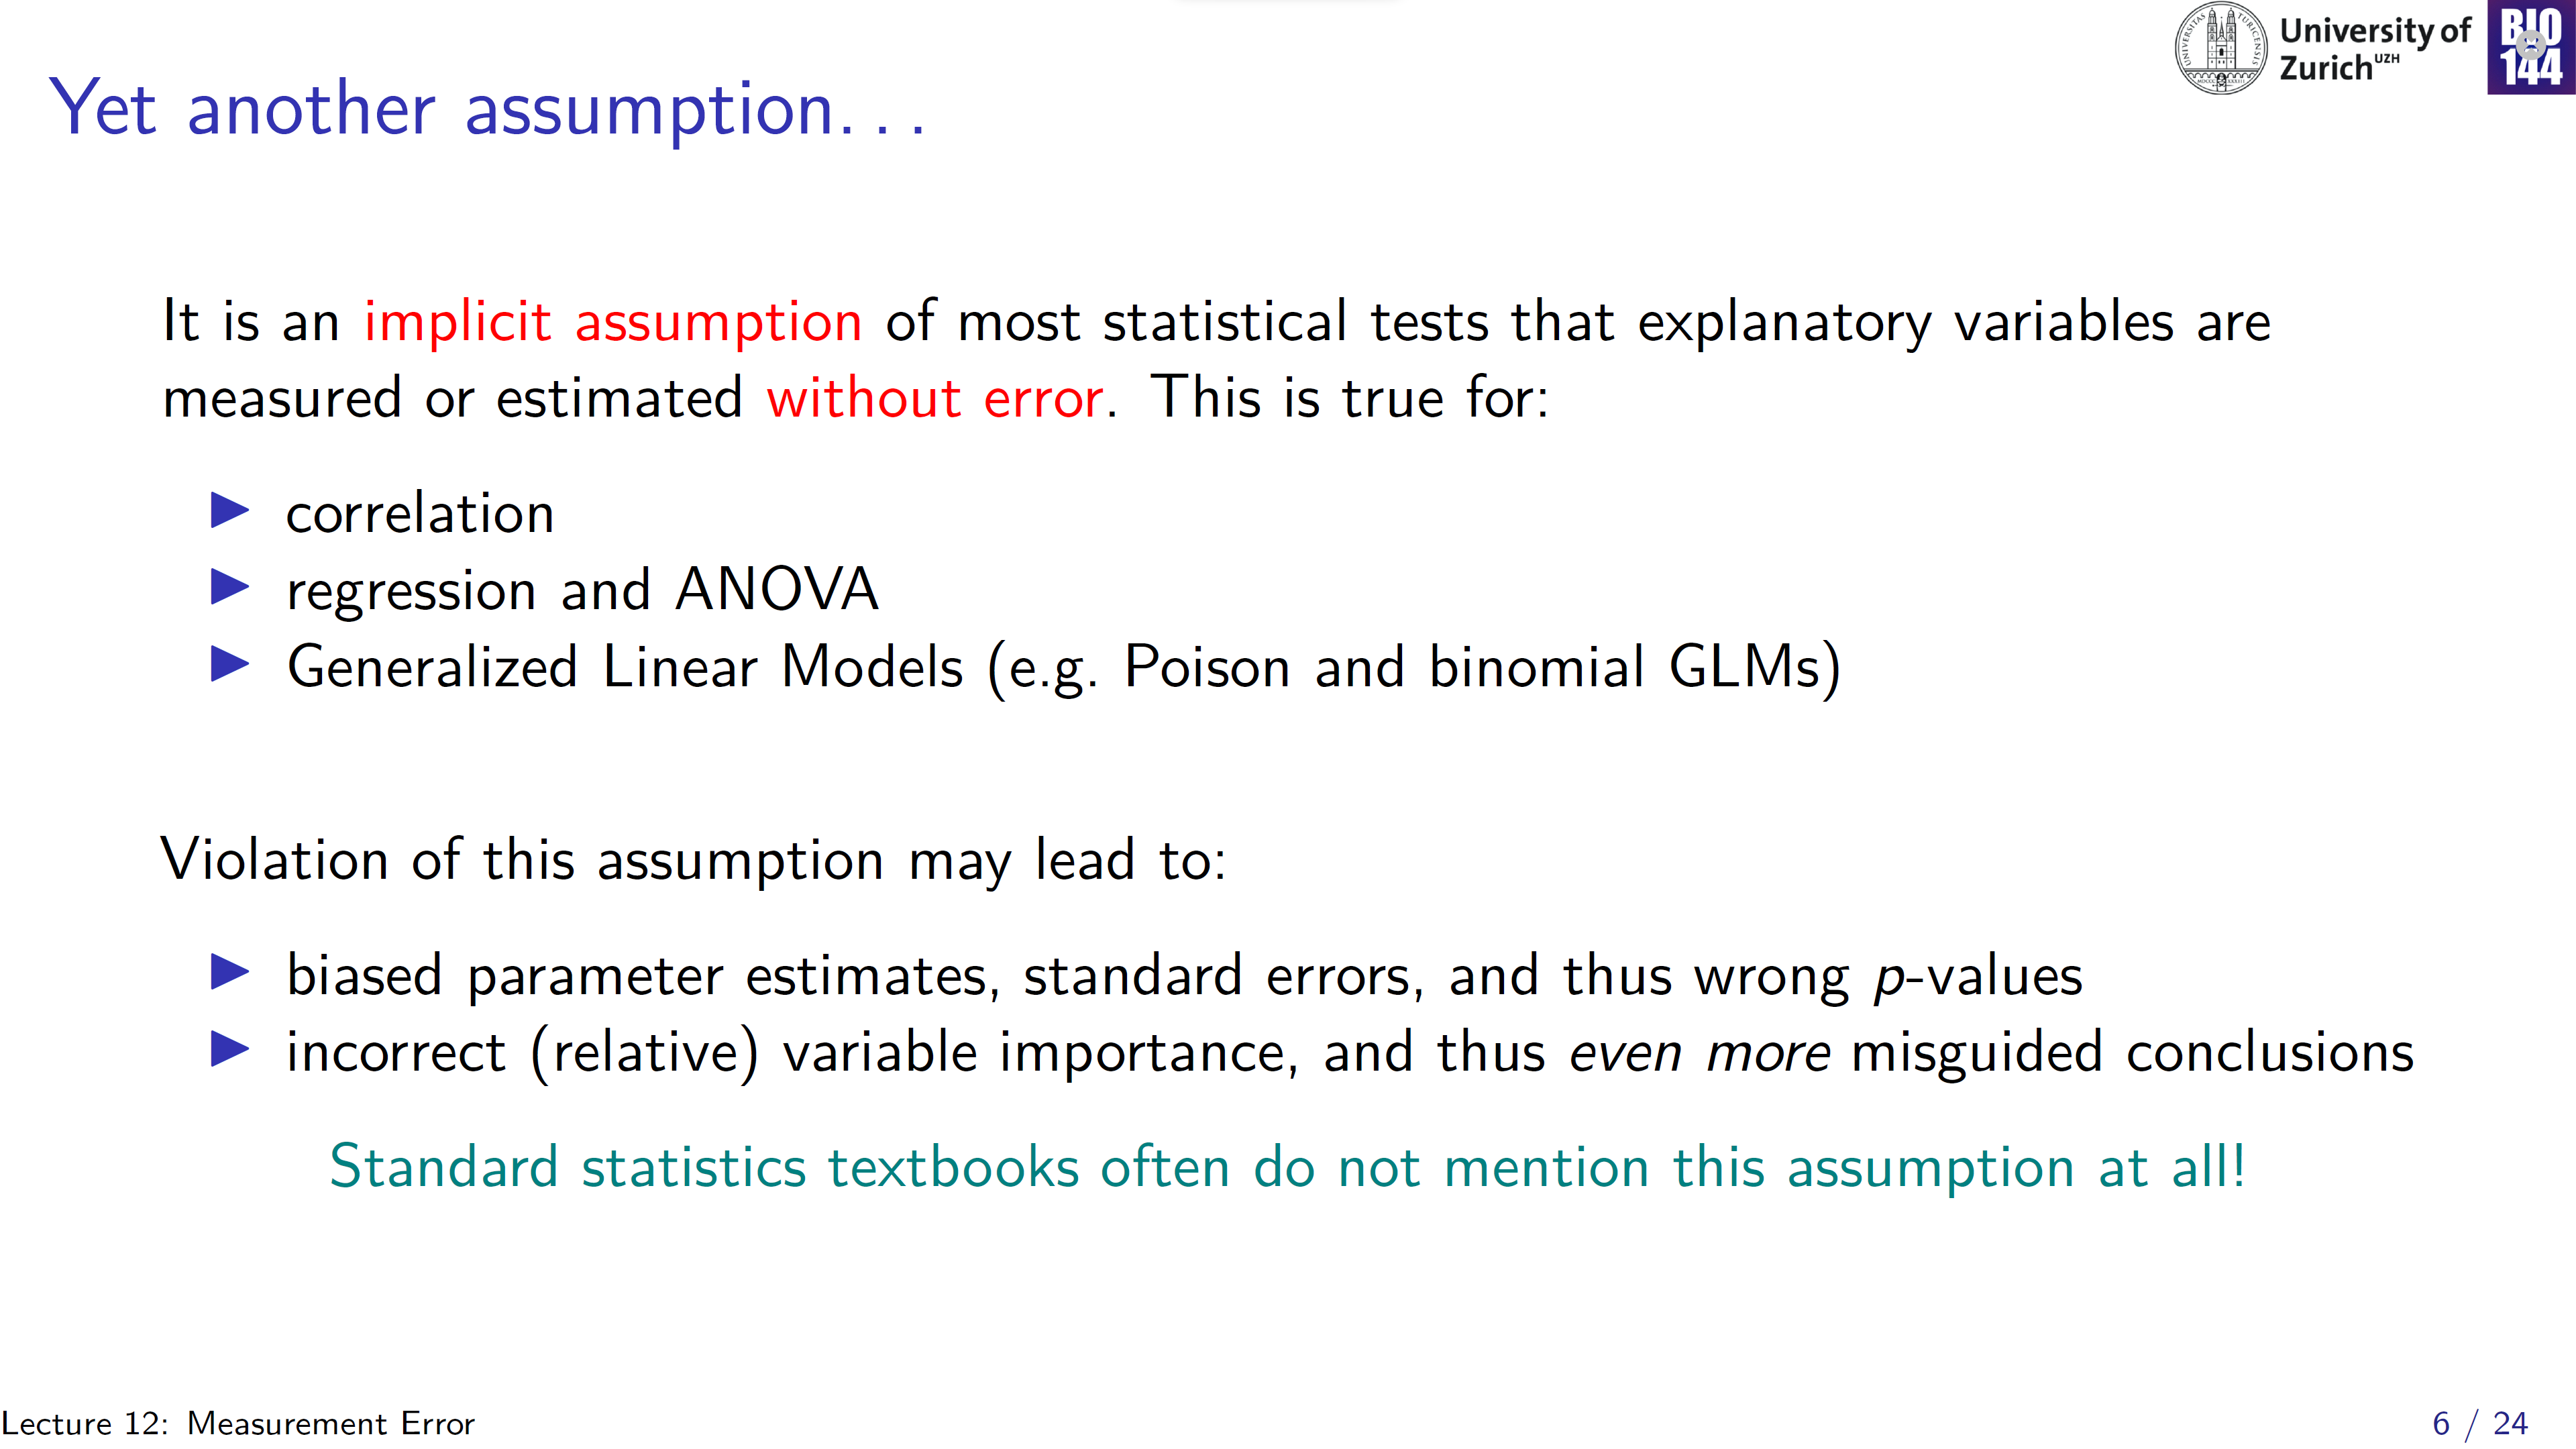 University of
Zurich UZH
BIO
144
Yet another assumption. . .
It is an implicit assumption of most statistical tests that explanatory variables are
measured or estimated without error. This is true for:
correlation
regression and ANOVA
Generalized Linear Models (e.g. Poison and binomial GLMs)
Violation of this assumption may lead to:
biased parameter estimates, standard errors, and thus wrong p-values
incorrect (relative) variable importance, and thus even more misguided conclusions
Standard statistics textbooks often do not mention this assumption at all!
Lecture 12: Measurement Error
6 / 24